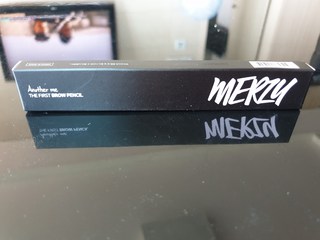 Another me
THE FIRST BROW PENCIL
MERZY